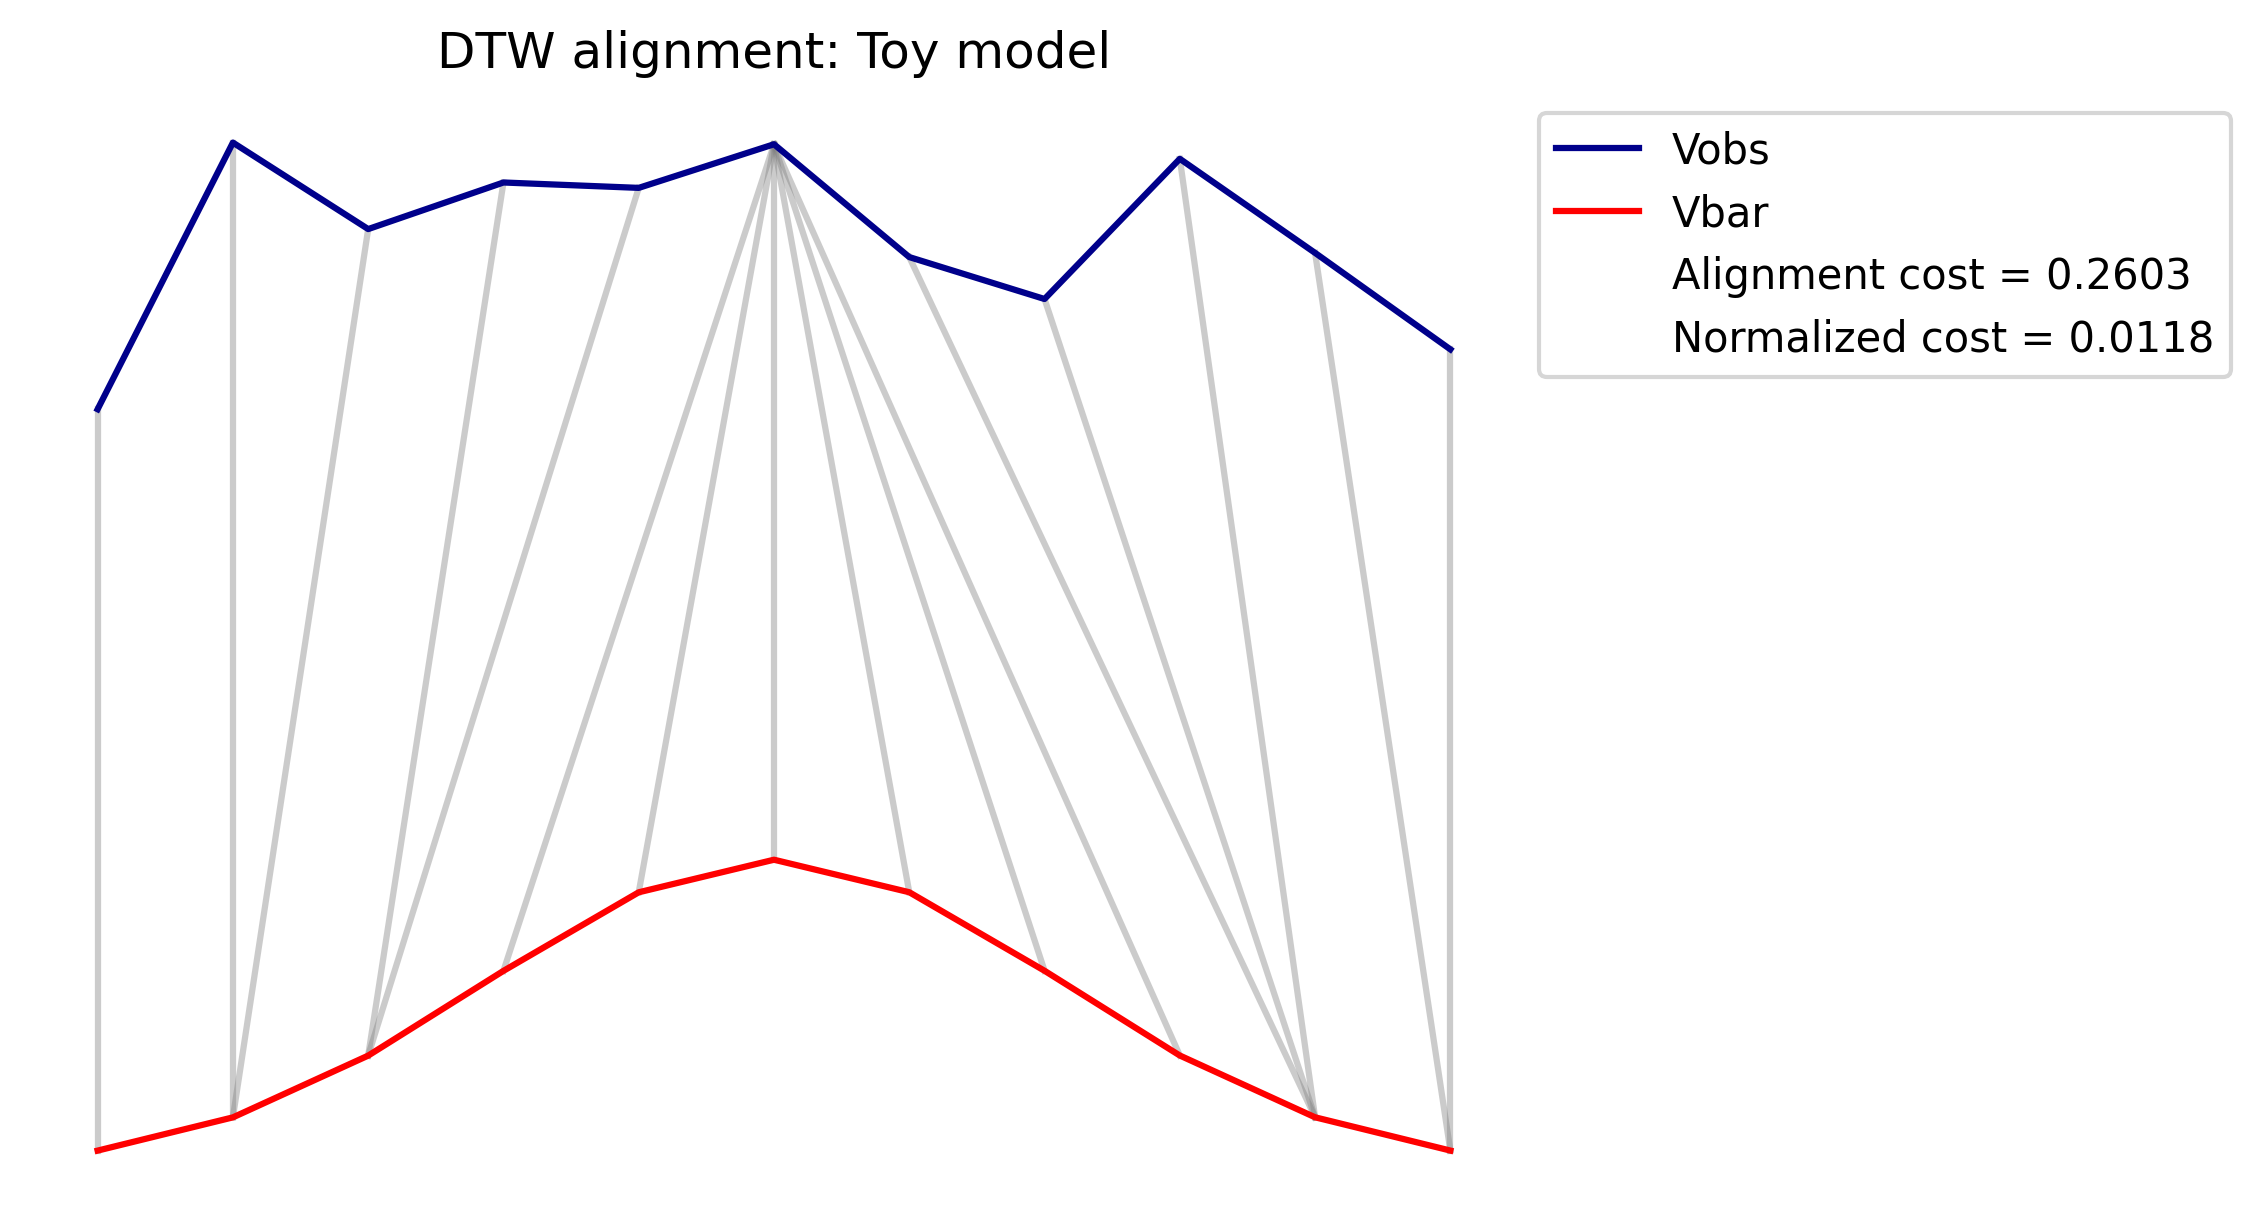 DTW alignment: Toy model
Vobs
Vbar
Alignment cost = 0.2603
Normalized cost = 0.0118